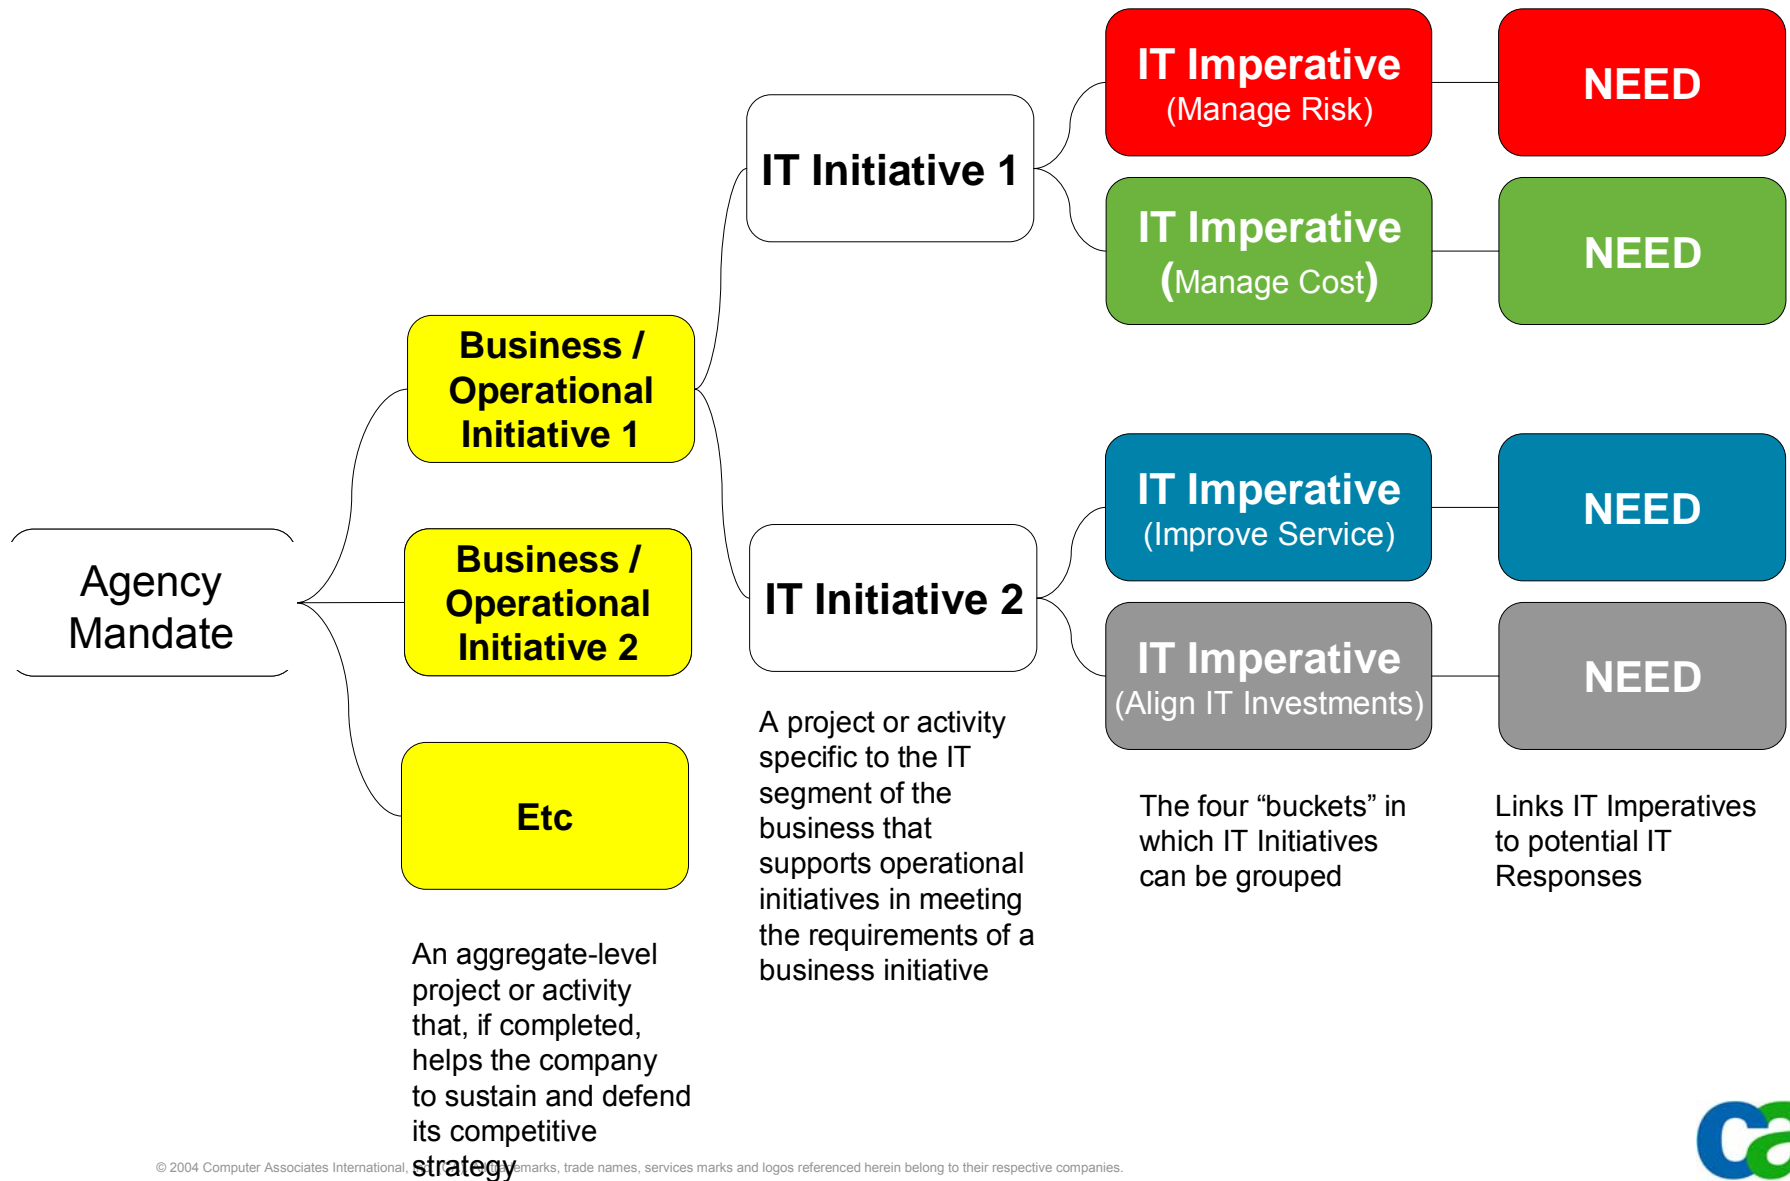 Agency
Mandate
Business /
Operational
Initiative 1
Business /
Operational
Initiative 2
Etc
An aggregate-level
project or activity
that, if completed,
helps the company
to sustain and defend
its competitive
strategy
IT Initiative 1
IT Initiative 2
A project or activity
specific to the IT
segment of the
business that
supports operational
initiatives in meeting
the requirements of a
business initiative
IT Imperative
(Manage Risk)
IT Imperative
(Manage Cost)
IT Imperative
(Improve Service)
IT Imperative
(Align IT Investments)
The four “buckets” in
which IT Initiatives
can be grouped
NEED
NEED
NEED
NEED
Links IT Imperatives
to potential IT
Responses
© 2004 Computer Associates International, trademarks, trade names, services marks and logos referenced herein belong to their respective companies.
ca